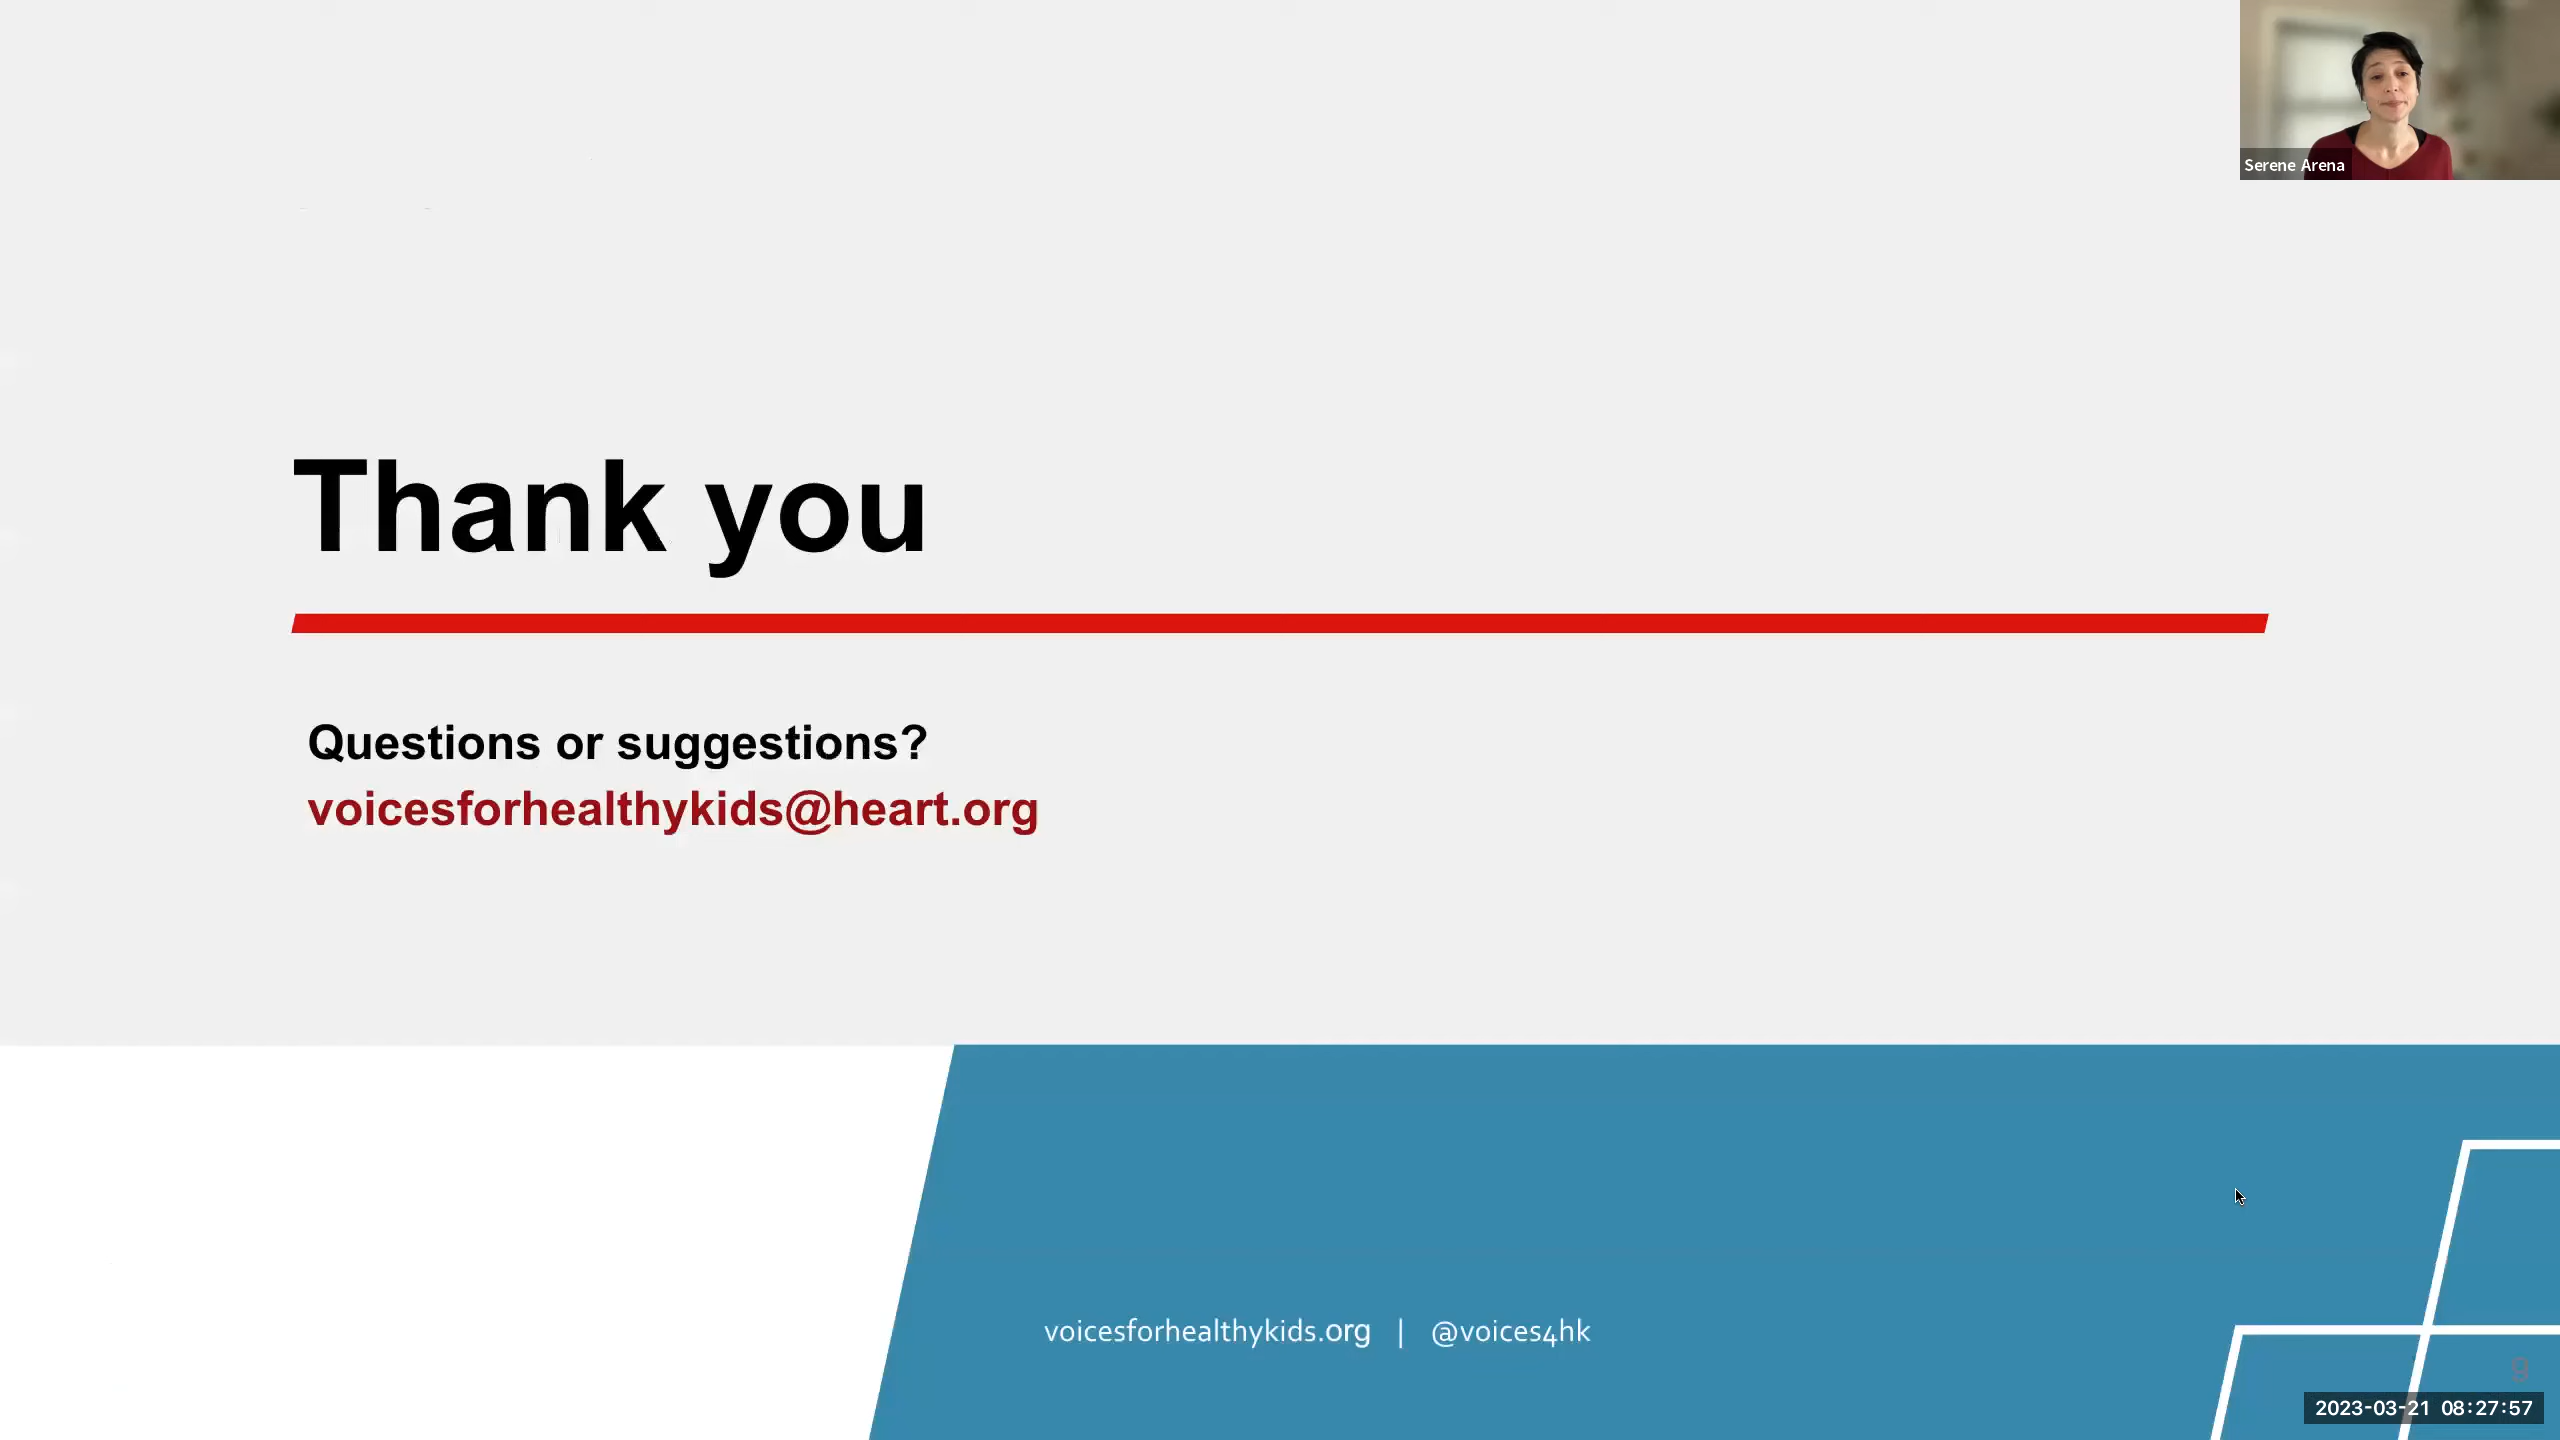 Serene Arena
Thank you
Questions or suggestions?
voicesforhealthykids@heart.org
voicesforhealthykids.org | @voices4hk
9
2023-03-21 08:27:57